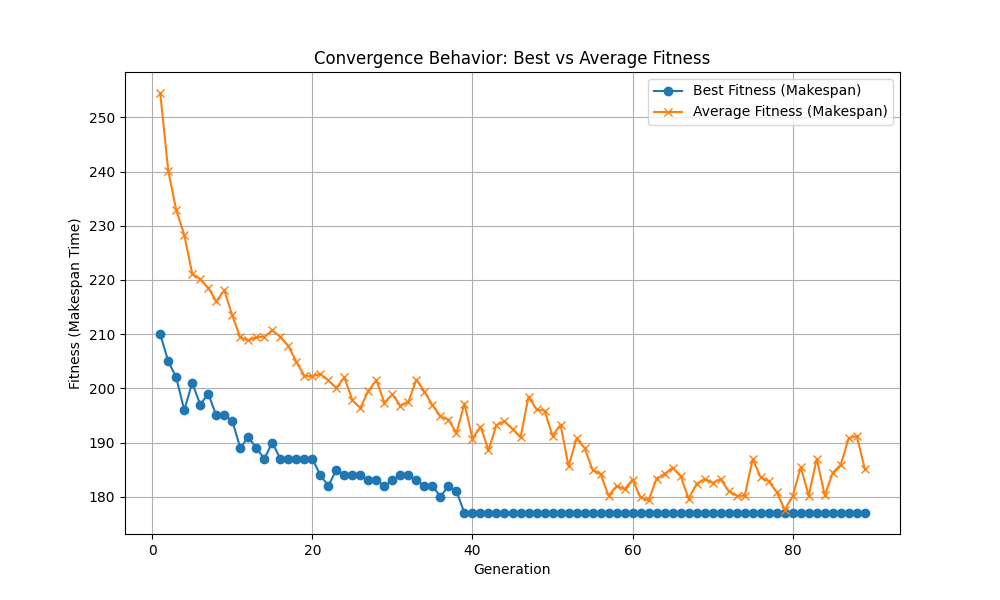 Convergence Behavior: Best vs Average Fitness
Best Fitness (Makespan)
Average Fitness (Makespan)
Fitness (Makespan Time)
250
240
230
220
210
200
190
180
0
20
40
60
80
Generation